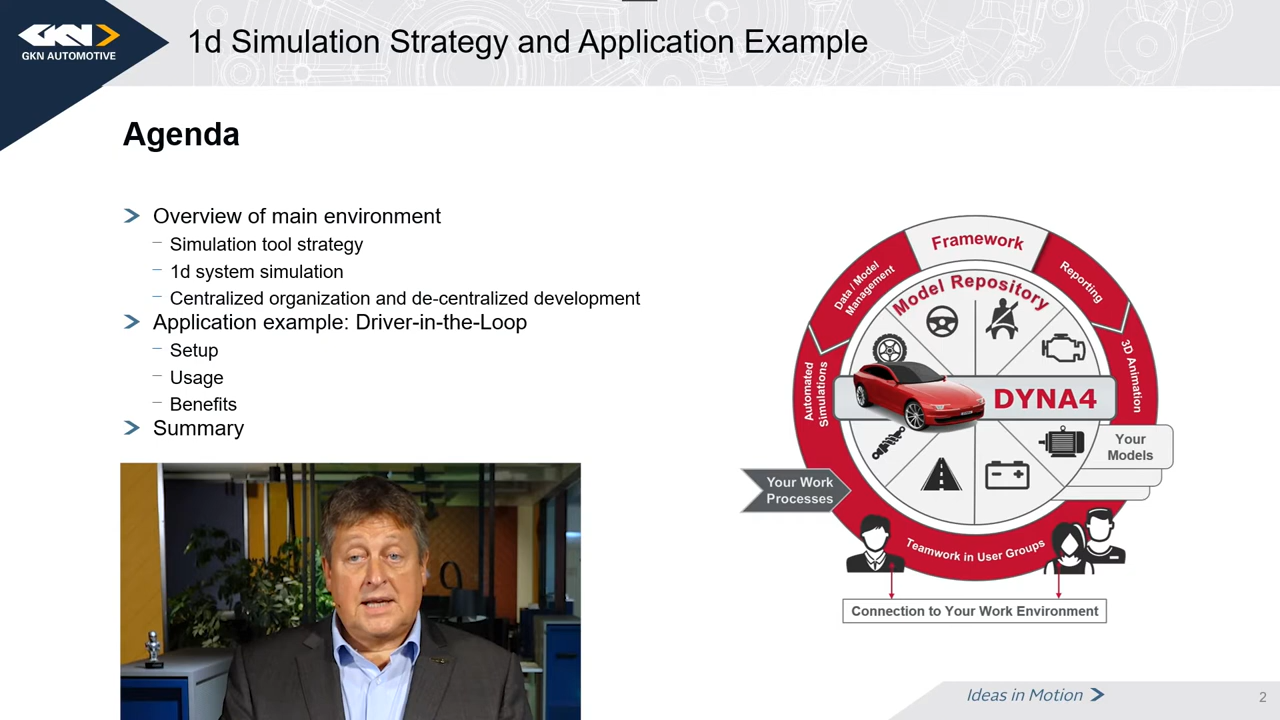 GKN
GKN AUTOMOTIVE
1d Simulation Strategy and Application Example
Agenda
Overview of main environment
Simulation tool strategy
1d system simulation
Centralized organization and de-centralized development
Application example: Driver-in-the-Loop
Setup
Usage
Benefits
Summary
Framework
Data / Model
Management
Reporting
Model Repository
Automated
Simulations
3D Animation
DYNA4
Your
Models
Your Work
Processes
Teamwork in User Groups
Connection to Your Work Environment
Ideas in Motion
2